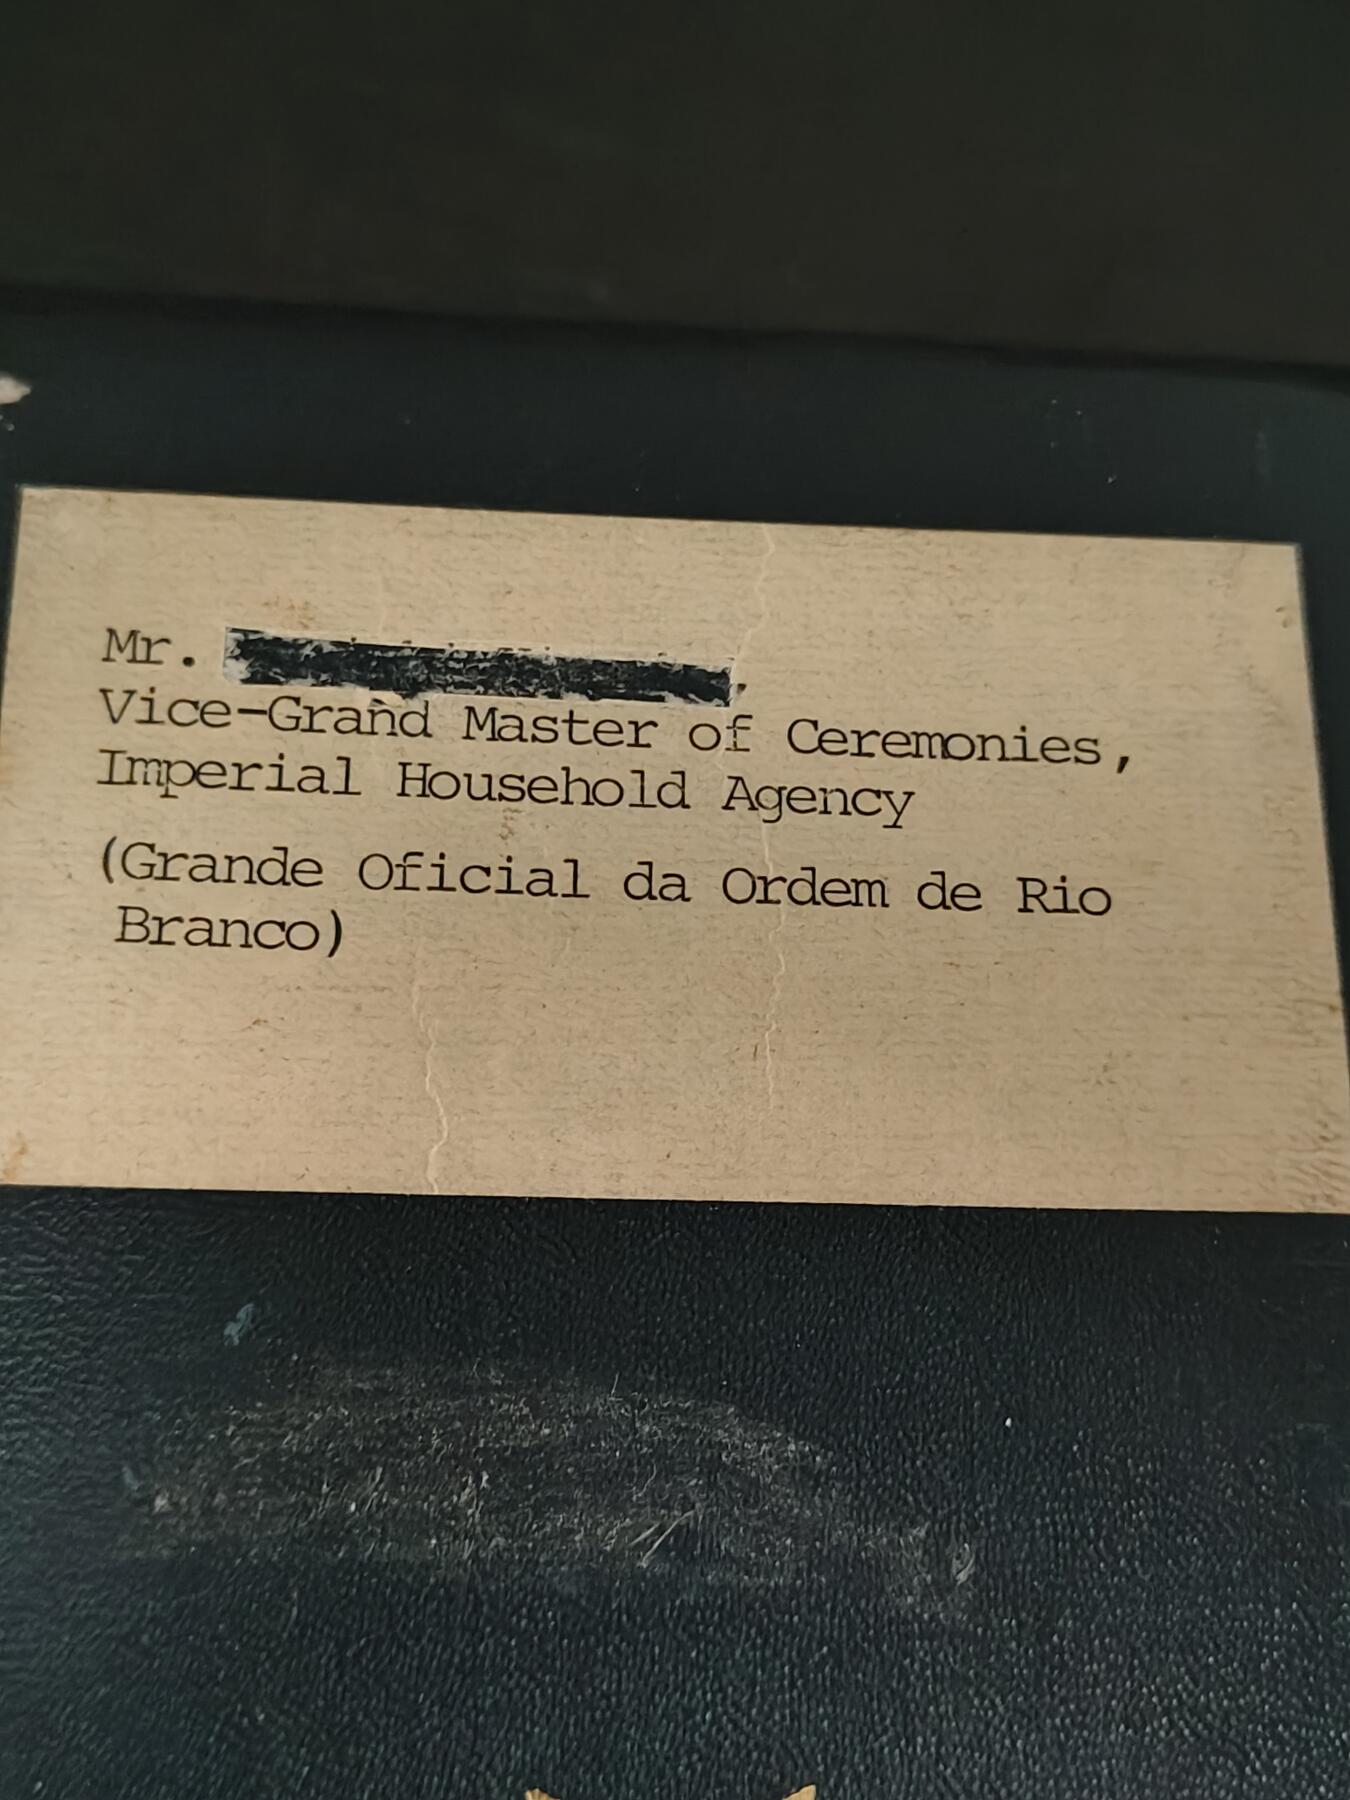 Mr.
Vice-Grand Master of Ceremonies,
Imperial Household Agency
(Grande Oficial da Ordem de Rio
Branco)